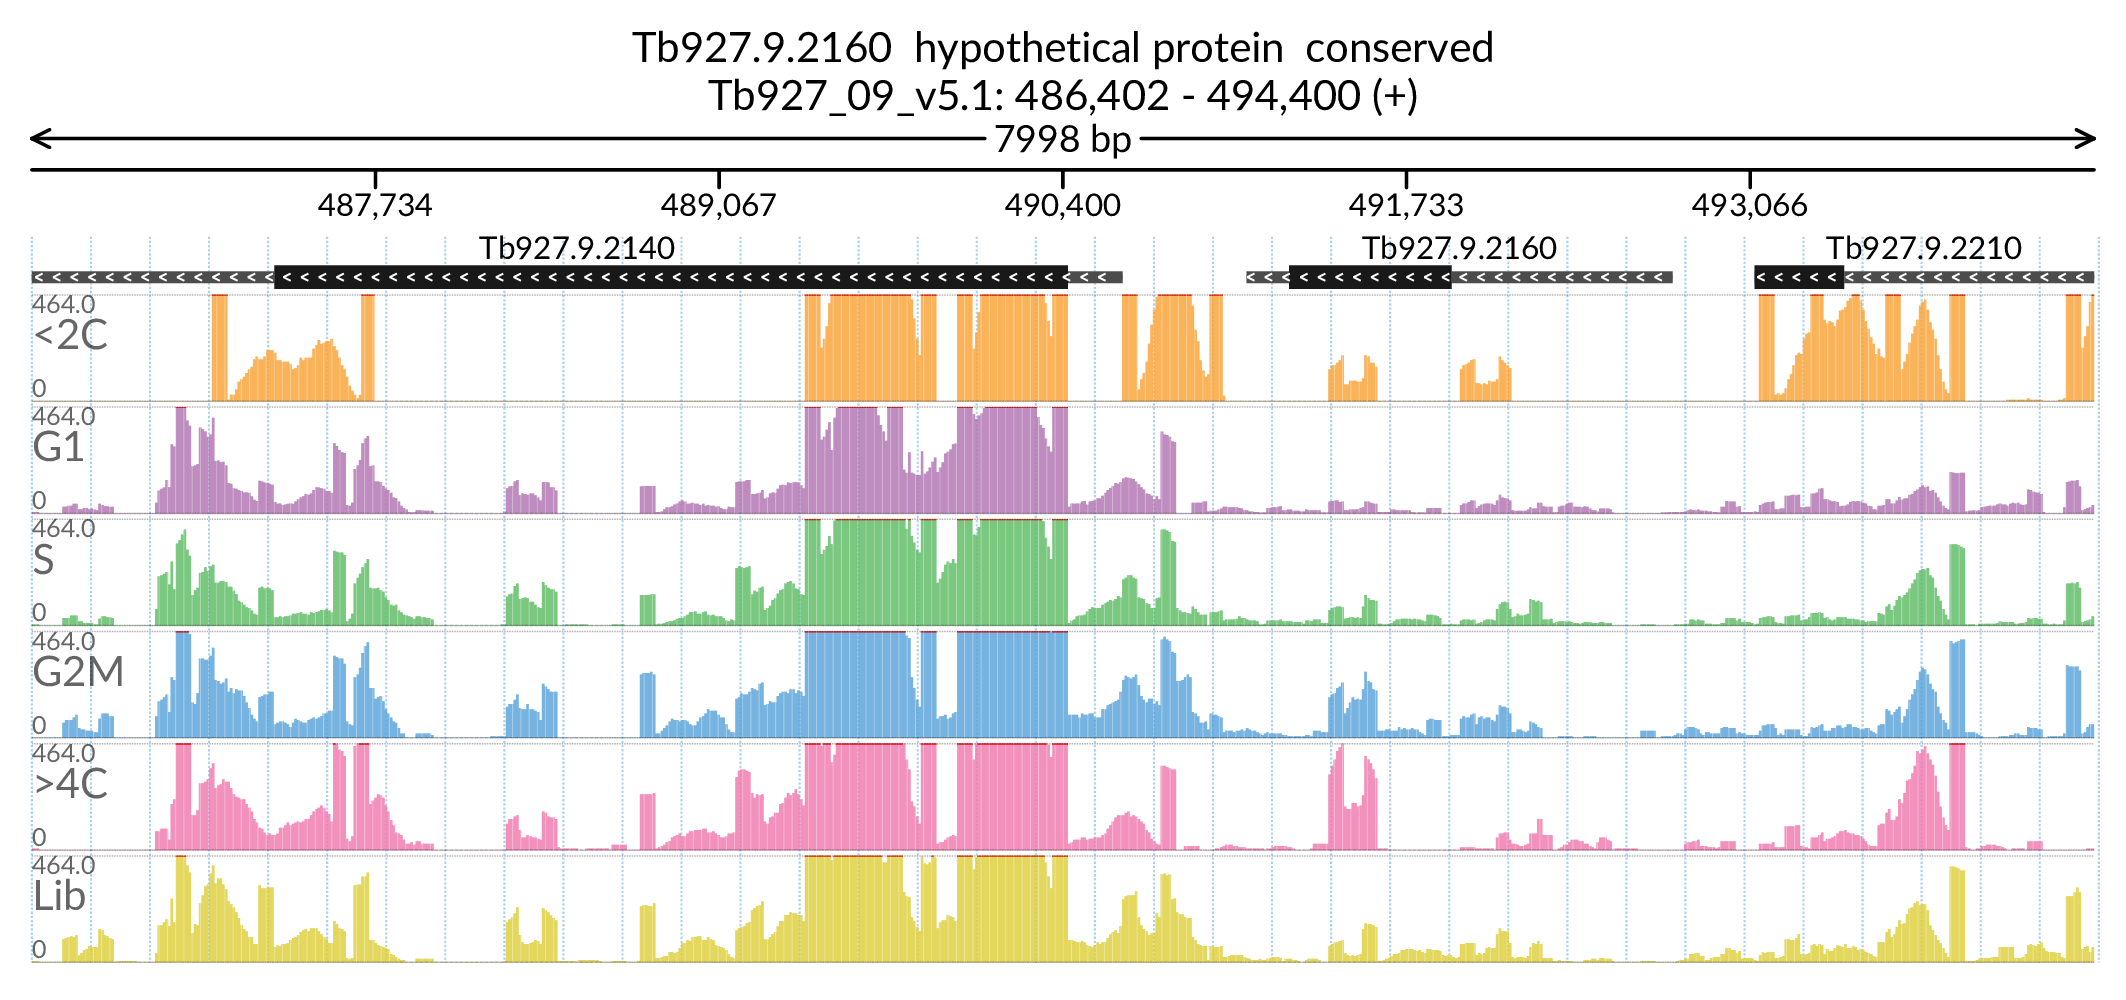 Tb927.9.2160 hypothetical protein conserved
Tb927_09_v5.1: 486,402 - 494,400 (+)
7998 bp
487,734 489,067 490,400 491,733 493,066
Tb927.9.2140 Tb927.9.2160 Tb927.9.2210
464.0
<2C
0
464.0
G1
0
464.0
S
0
464.0
G2M
0
464.0
>4C
0
464.0
Lib
0